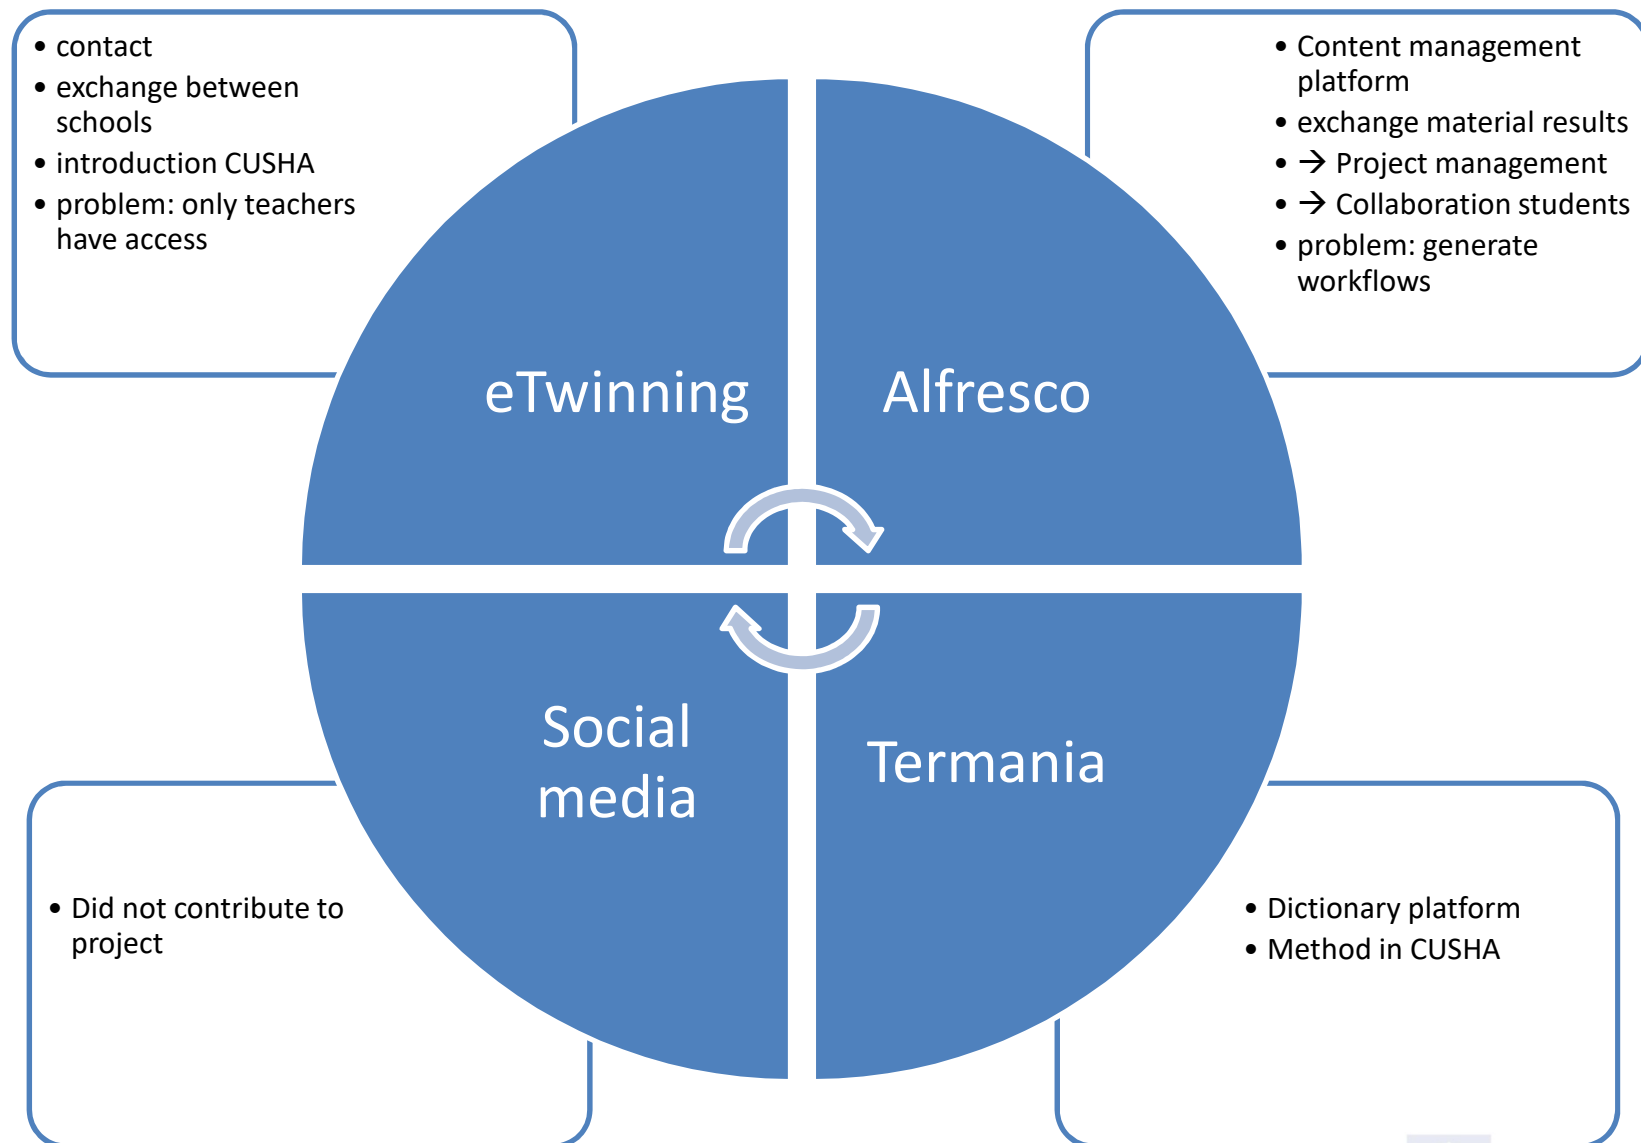 • contact
• exchange between
schools
• introduction CUSHA
• problem: only teachers
have access
• Content management
platform
• exchange material results
• → Project management
• → Collaboration students
• problem: generate
workflows
eTwinning
Alfresco
Social
media
Termania
• Did not contribute to
project
• Dictionary platform
• Method in CUSHA